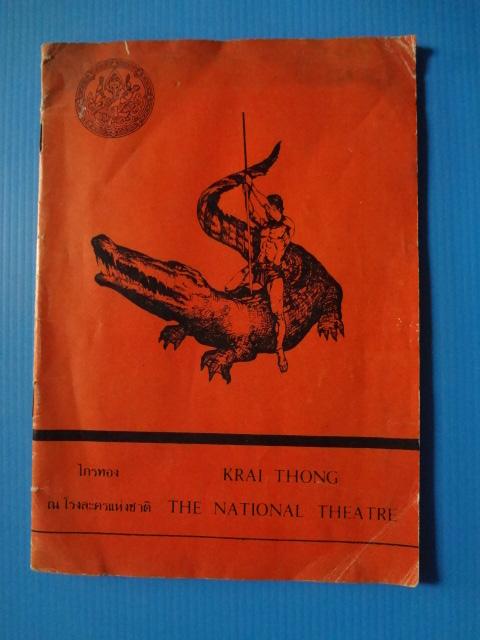 ไกรทอง KRAI THONG
ณ โรงละครแห่งชาติ THE NATIONAL THEATRE